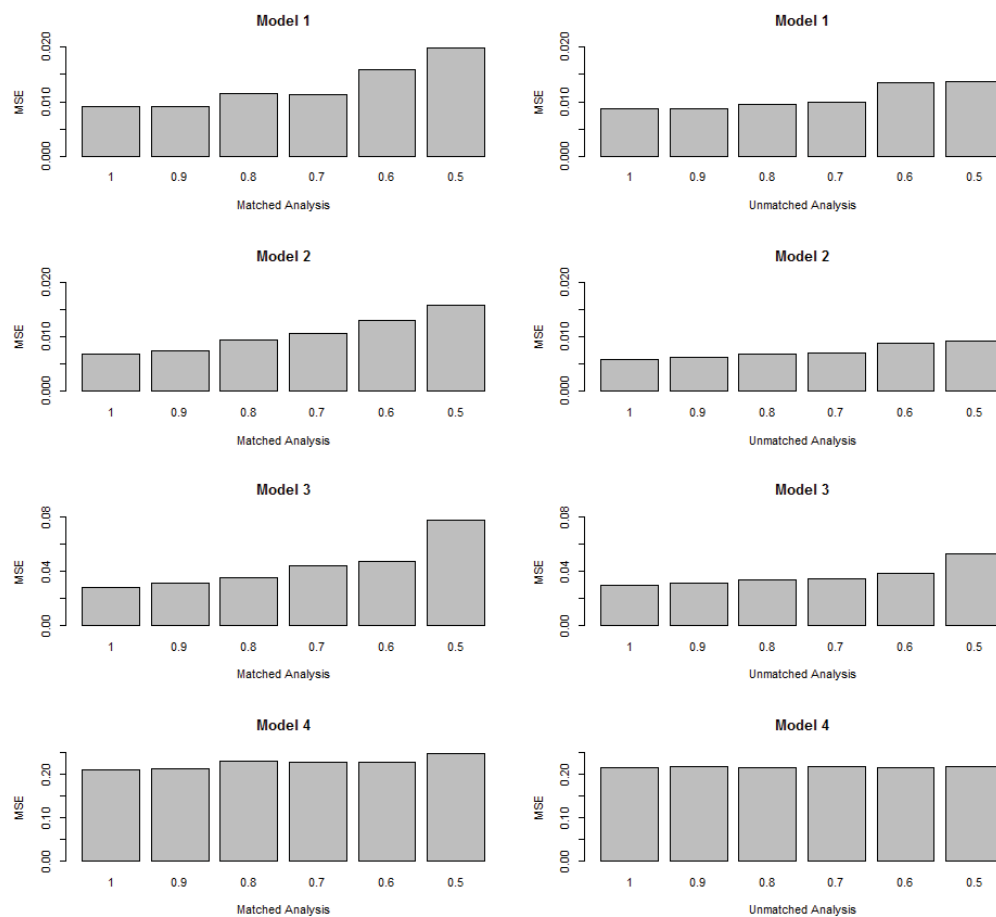 Model 1
MSE
0.020
0.010
0.000
1 0.9 0.8 0.7 0.6 0.5
Matched Analysis
Model 1
MSE
0.020
0.010
0.000
1 0.9 0.8 0.7 0.6 0.5
Unmatched Analysis
Model 2
MSE
0.020
0.010
0.000
1 0.9 0.8 0.7 0.6 0.5
Matched Analysis
Model 2
MSE
0.020
0.010
0.000
1 0.9 0.8 0.7 0.6 0.5
Unmatched Analysis
Model 3
MSE
0.08
0.04
0.00
1 0.9 0.8 0.7 0.6 0.5
Matched Analysis
Model 3
MSE
0.08
0.04
0.00
1 0.9 0.8 0.7 0.6 0.5
Unmatched Analysis
Model 4
MSE
0.20
0.10
0.00
1 0.9 0.8 0.7 0.6 0.5
Matched Analysis
Model 4
MSE
0.20
0.10
0.00
1 0.9 0.8 0.7 0.6 0.5
Unmatched Analysis